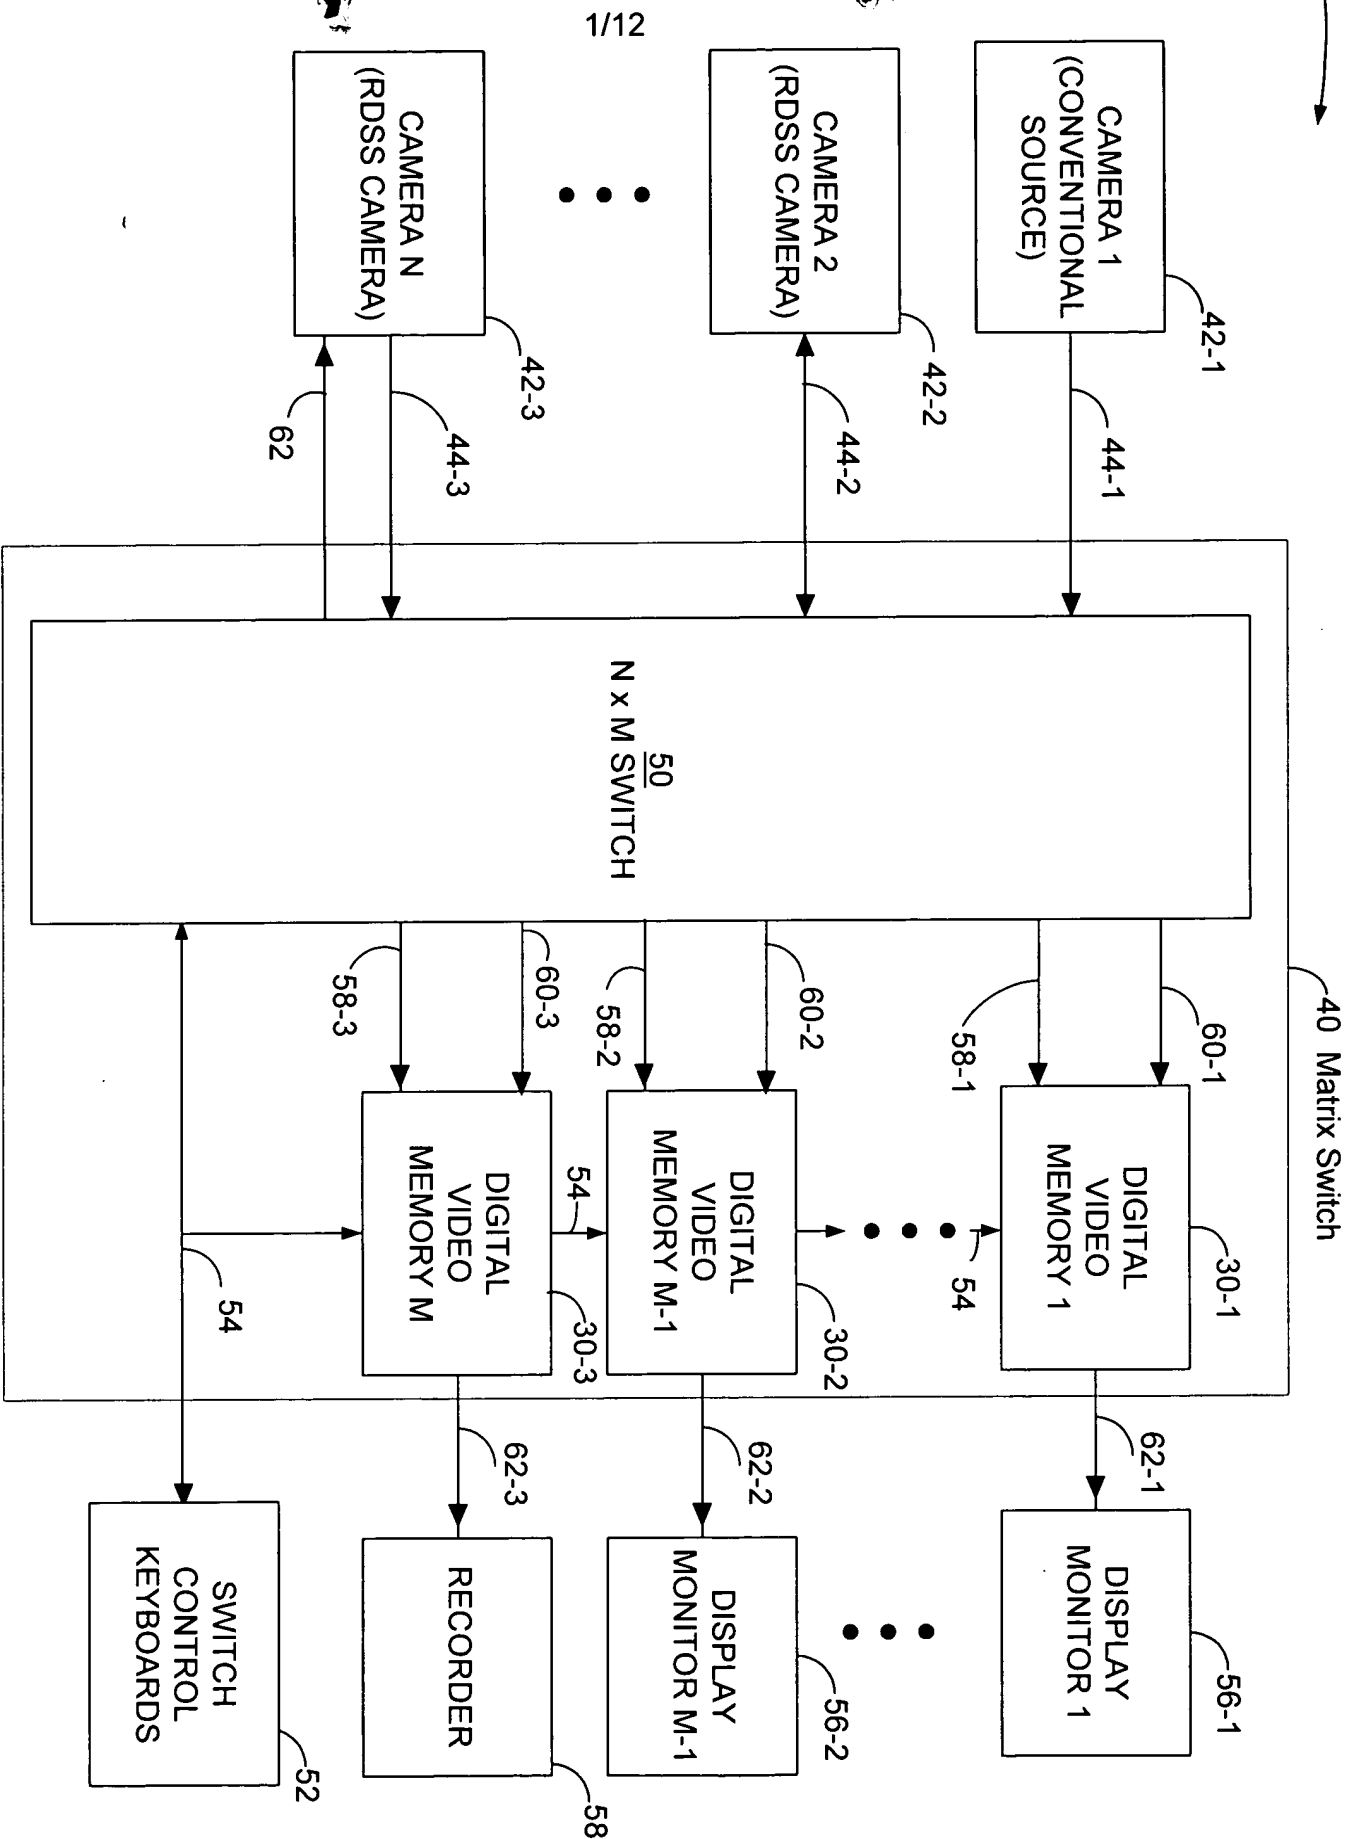 1/12
40 Matrix Switch
CAMERA 1
(CONVENTIONAL
SOURCE)
42-1
44-1
CAMERA 2
(RDSS CAMERA)
42-2
44-2
CAMERA N
(RDSS CAMERA)
42-3
44-3
62
50
N x M SWITCH
60-1
58-1
60-2
58-2
60-3
58-3
DIGITAL
VIDEO
MEMORY 1
30-1
54
DIGITAL
VIDEO
MEMORY M-1
30-2
54
DIGITAL
VIDEO
MEMORY M
30-3
54
62-1
62-2
62-3
DISPLAY
MONITOR 1
56-1
DISPLAY
MONITOR M-1
56-2
RECORDER
58
SWITCH
CONTROL
KEYBOARDS
52